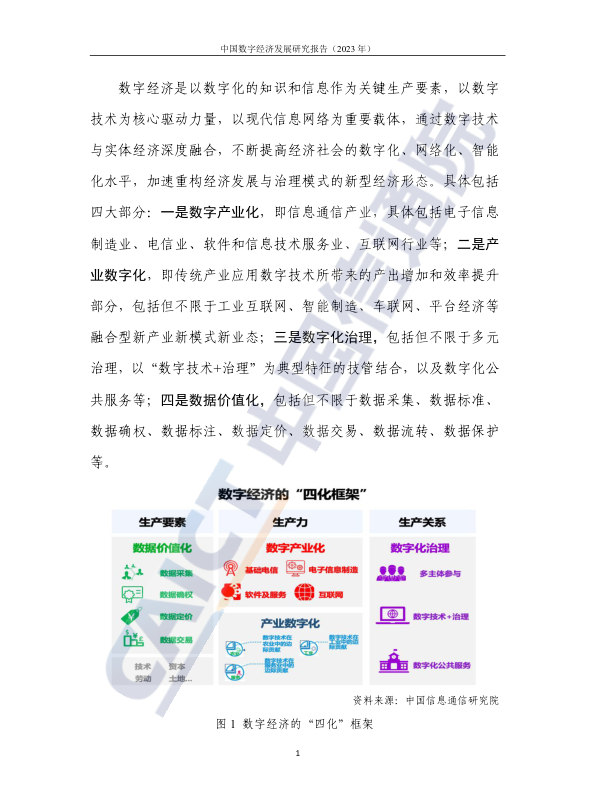 中国数字经济发展研究报告（2023 年）
数字经济是以数字化的知识和信息作为关键生产要素，以数字
技术为核心驱动力量，以现代信息网络为重要载体，通过数字技术
与实体经济深度融合，不断提高经济社会的数字化、网络化、智能
化水平，加速重构经济发展与治理模式的新型经济形态。具体包括
四大部分：一是数字产业化，即信息通信产业，具体包括电子信息
制造业、电信业、软件和信息技术服务业、互联网行业等；二是产
业数字化，即传统产业应用数字技术所带来的产出增加和效率提升
部分，包括但不限于工业互联网、智能制造、车联网、平台经济等
融合型新产业新模式新业态；三是数字化治理，包括但不限于多元
治理，以“数字技术+治理”为典型特征的技管结合，以及数字化公
共服务等；四是数据价值化，包括但不限于数据采集、数据标准、
数据确权、数据标注、数据定价、数据交易、数据流转、数据保护
等。
数字经济的“四化框架”
生产要素
数据价值化
数据采集
数据确权
数据定价
数据交易
技术 资本
劳动 土地...
生产力
数字产业化
基础电信 电子信息制造
软件及服务 互联网
产业数字化
数字技术在
农业中的边
际贡献
数字技术在
工业中的边
际贡献
数字技术在
服务业中的
边际贡献
生产关系
数字化治理
多主体参与
数字技术+治理
数字化公共服务
资料来源：中国信息通信研究院
图 1 数字经济的“四化”框架
1
CAICT 中国信通院